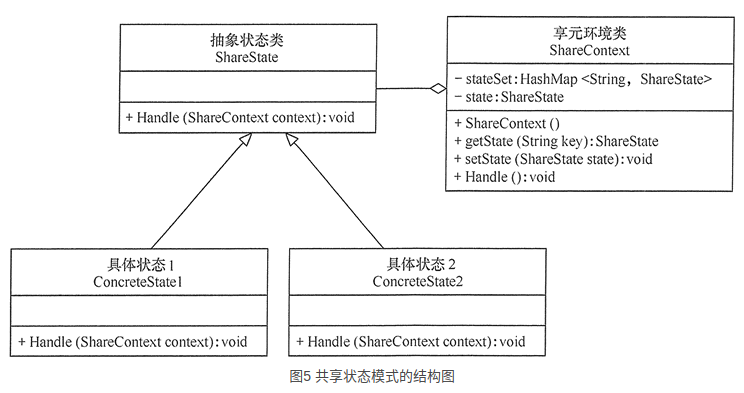 抽象状态类
ShareState
+ Handle (ShareContext context): void
享元环境类
ShareContext
− stateSet:HashMap <String, ShareState>
− state:ShareState
+ ShareContext ()
+ getState (String key):ShareState
+ setState (ShareState state):void
+ Handle ():void
具体状态1
ConcreteState1
+ Handle (ShareContext context): void
具体状态2
ConcreteState2
+ Handle (ShareContext context): void
图5 共享状态模式的结构图